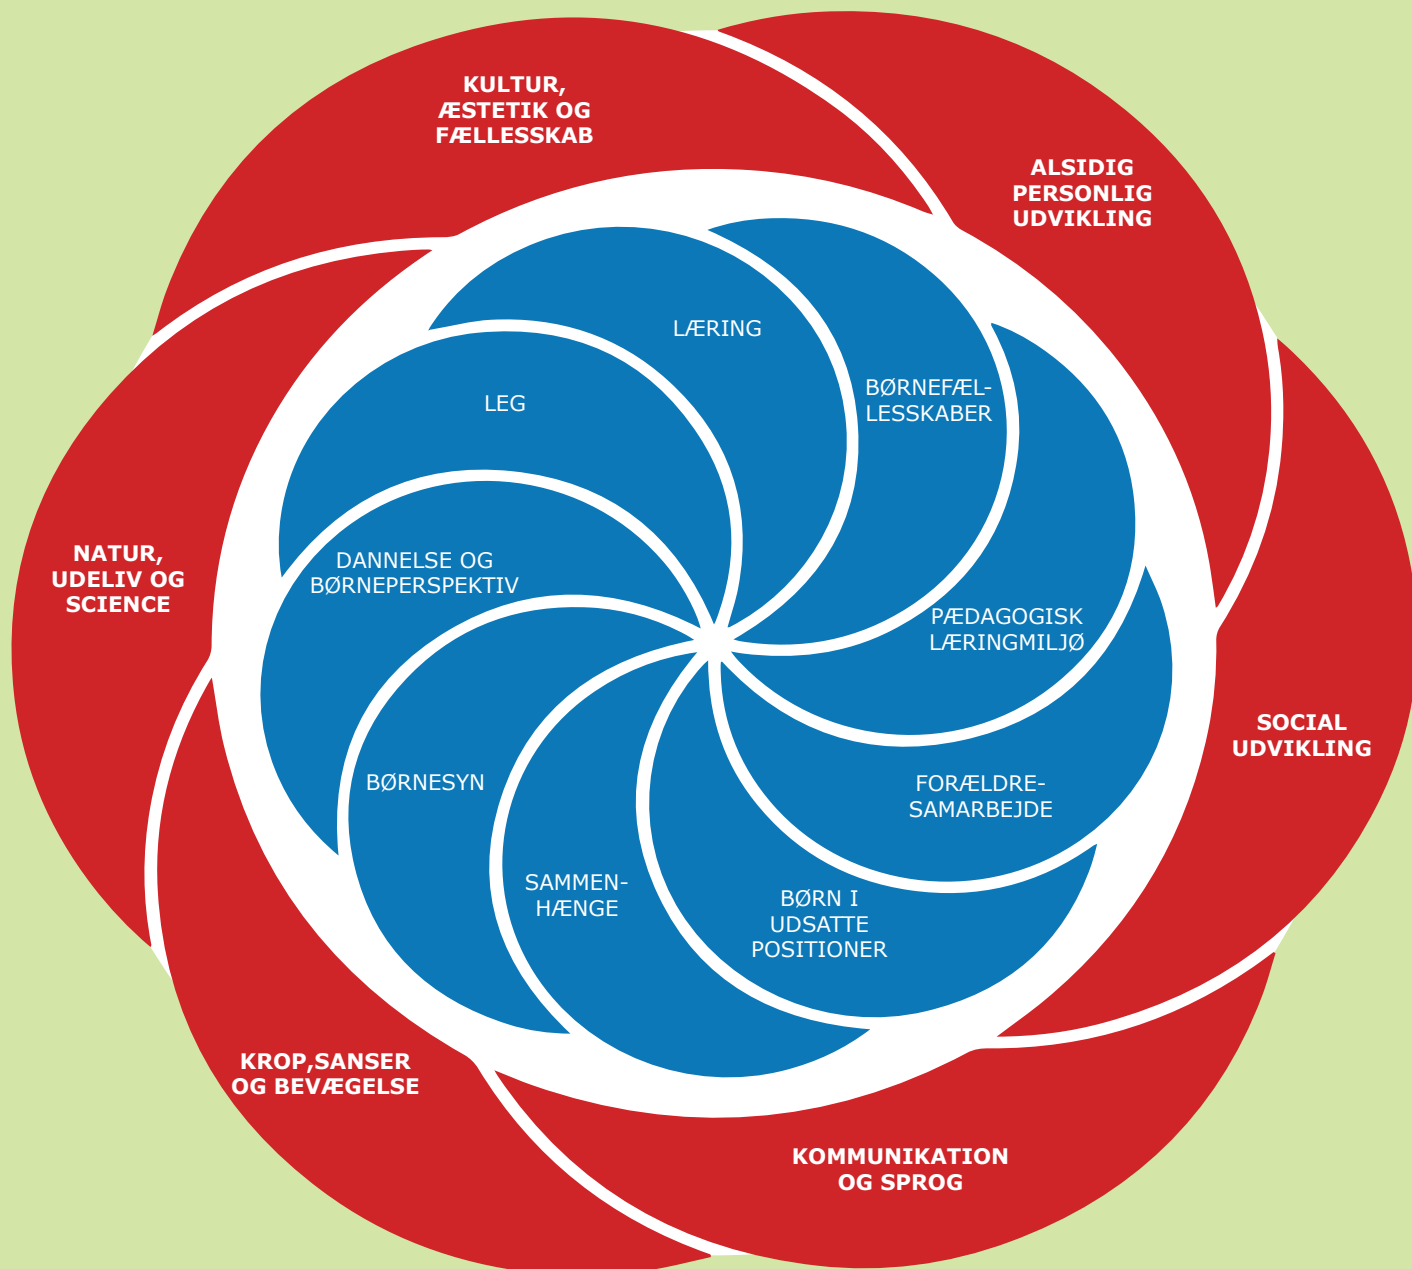 KULTUR,
ÆSTETIK OG
FÆLLESSKAB
ALSIDIG
PERSONLIG
UDVIKLING
SOCIAL
UDVIKLING
KOMMUNIKATION
OG SPROG
KROP,SANSER
OG BEVÆGELSE
NATUR,
UDELIV OG
SCIENCE
LÆRING
BØRNEFÆL-
LESSKABER
PÆDAGOGISK
LÆRINGMILJØ
FORÆLDRE-
SAMARBEJDE
BØRN I
UDSATTE
POSITIONER
SAMMEN-
HÆNGE
BØRNESYN
DANNELSE OG
BØRNEPERSPEKTIV
LEG